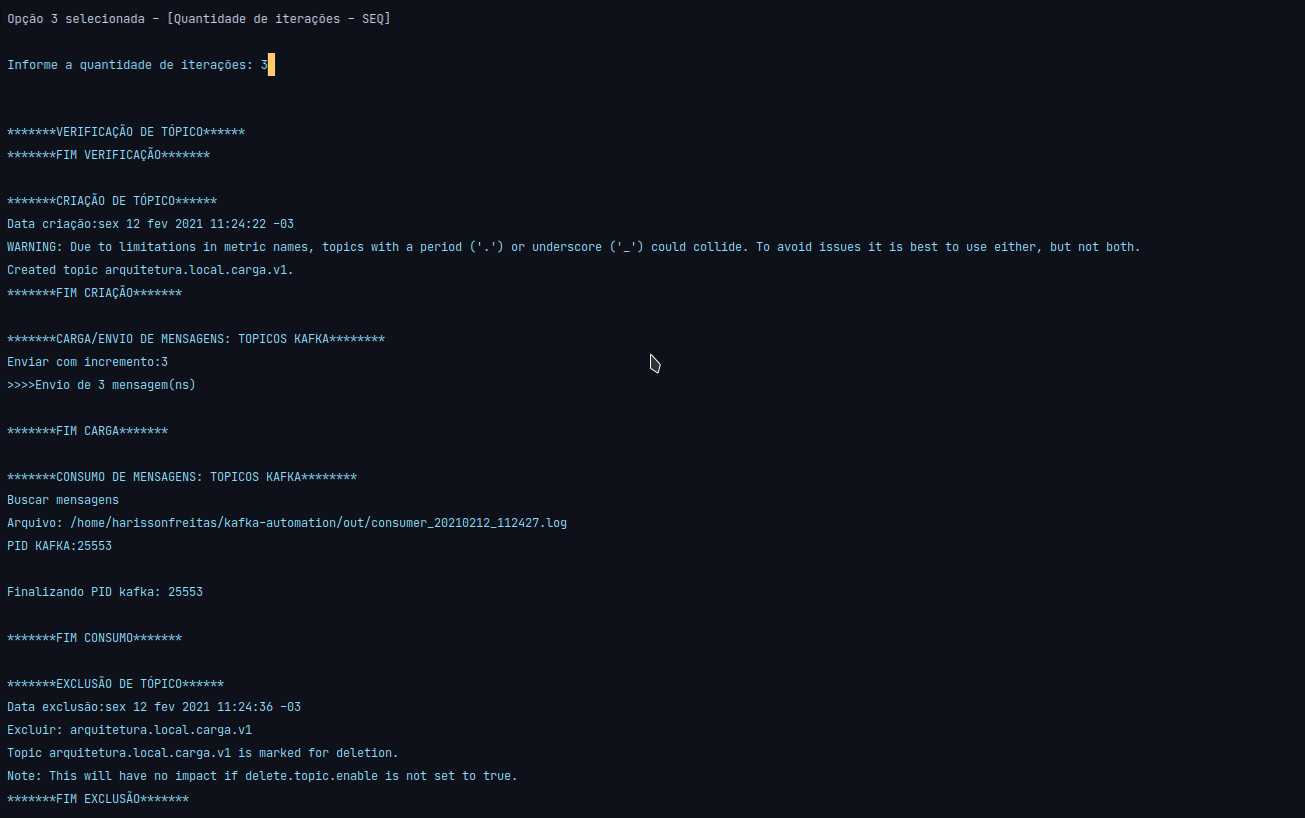 Opção 3 selecionada - [Quantidade de iterações - SEQ]
Informe a quantidade de iterações: 3
*******VERIFICAÇÃO DE TÓPICO******
*******FIM VERIFICAÇÃO*******
*******CRIAÇÃO DE TÓPICO******
Data criação:sex 12 fev 2021 11:24:22 -03
WARNING: Due to limitations in metric names, topics with a period ('.') or underscore ('_') could collide. To avoid issues it is best to use either, but not both.
Created topic arquitetura.local.carga.v1.
*******FIM CRIAÇÃO*******
*******CARGA/ENVIO DE MENSAGENS: TOPICOS KAFKA********
Enviar com incremento:3
>>>>Envio de 3 mensagem(ns)
*******FIM CARGA*******
*******CONSUMO DE MENSAGENS: TOPICOS KAFKA********
Buscar mensagens
Arquivo: /home/harissonfreitas/kafka-automation/out/consumer_20210212_112427.log
PID KAFKA:25553
Finalizando PID kafka: 25553
*******FIM CONSUMO*******
*******EXCLUSÃO DE TÓPICO******
Data exclusão:sex 12 fev 2021 11:24:36 -03
Excluir: arquitetura.local.carga.v1
Topic arquitetura.local.carga.v1 is marked for deletion.
Note: This will have no impact if delete.topic.enable is not set to true.
*******FIM EXCLUSÃO*******